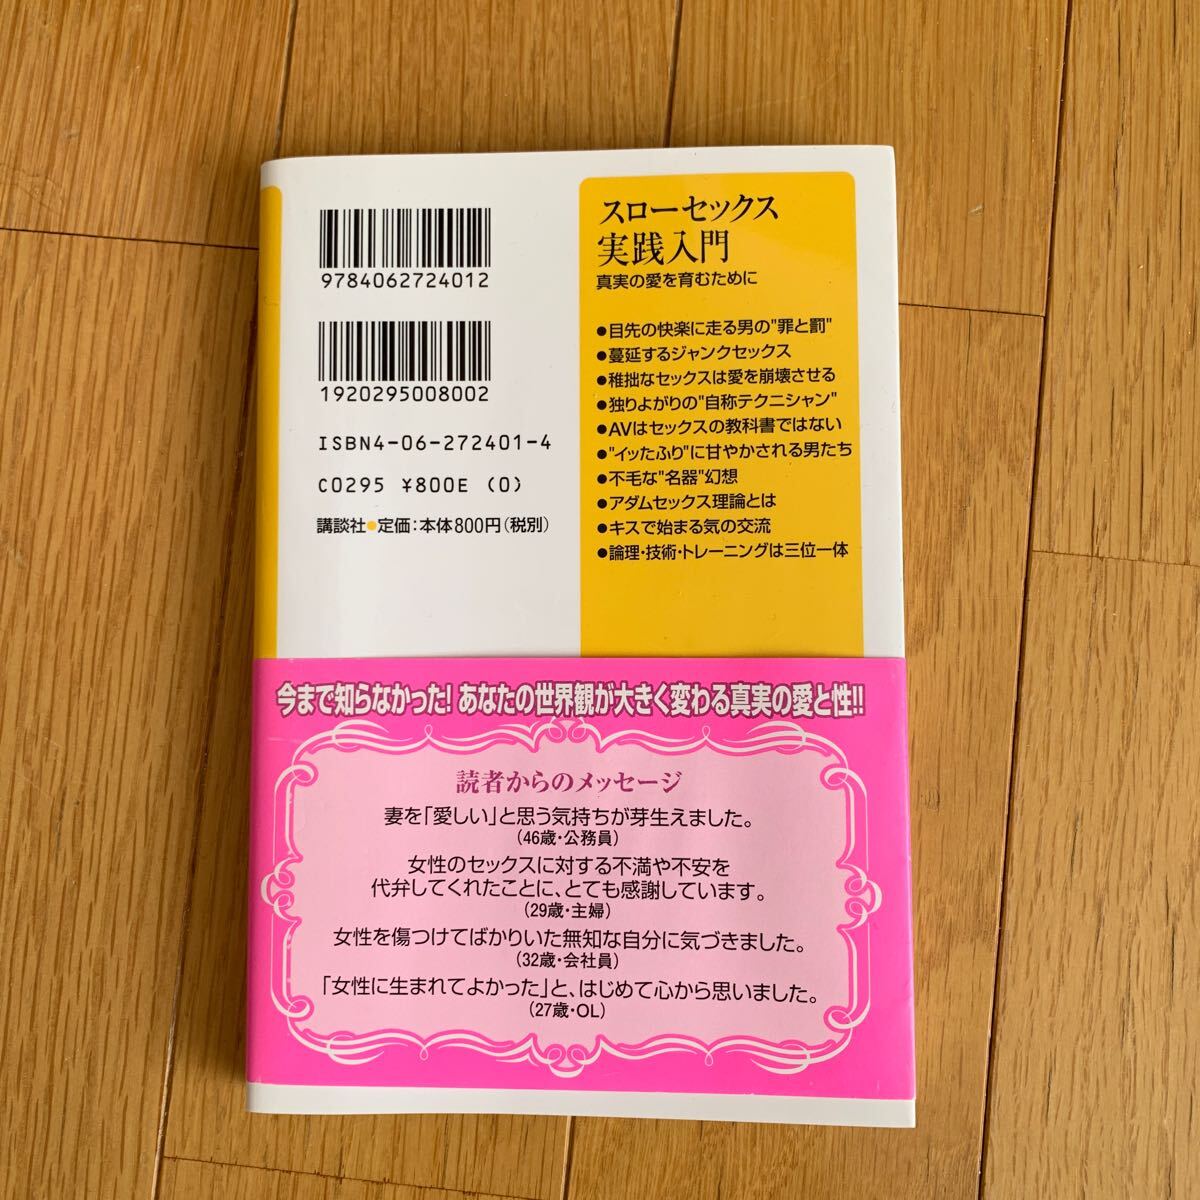 9784062724012
1920295008002
ISBN4-06-272401-4
C0295 ¥800E (0)
講談社●定価:本体800円(税別)
スローセックス
実践入門
真実の愛を育むために
●目先の快楽に走る男の"罪と罰"
●蔓延するジャンクセックス
●稚拙なセックスは愛を崩壊させる
●独りよがりの"自称テクニシャン"
●AVはセックスの教科書ではない
●"イッたふり"に甘やかされる男たち
●不毛な"名器"幻想
●アダムセックス理論とは
●キスで始まる気の交流
●論理・技術・トレーニングは三位一体
今まで知らなかった!あなたの世界観が大きく変わる真実の愛と性!!
読者からのメッセージ
妻を「愛しい」と思う気持ちが芽生えました。
(46歳・公務員)
女性のセックスに対する不満や不安を
代弁してくれたことに、とても感謝しています。
(29歳・主婦)
女性を傷つけてばかりいた無知な自分に気づきました。
(32歳・会社員)
「女性に生まれてよかった」と、はじめて心から思いました。
(27歳・OL)